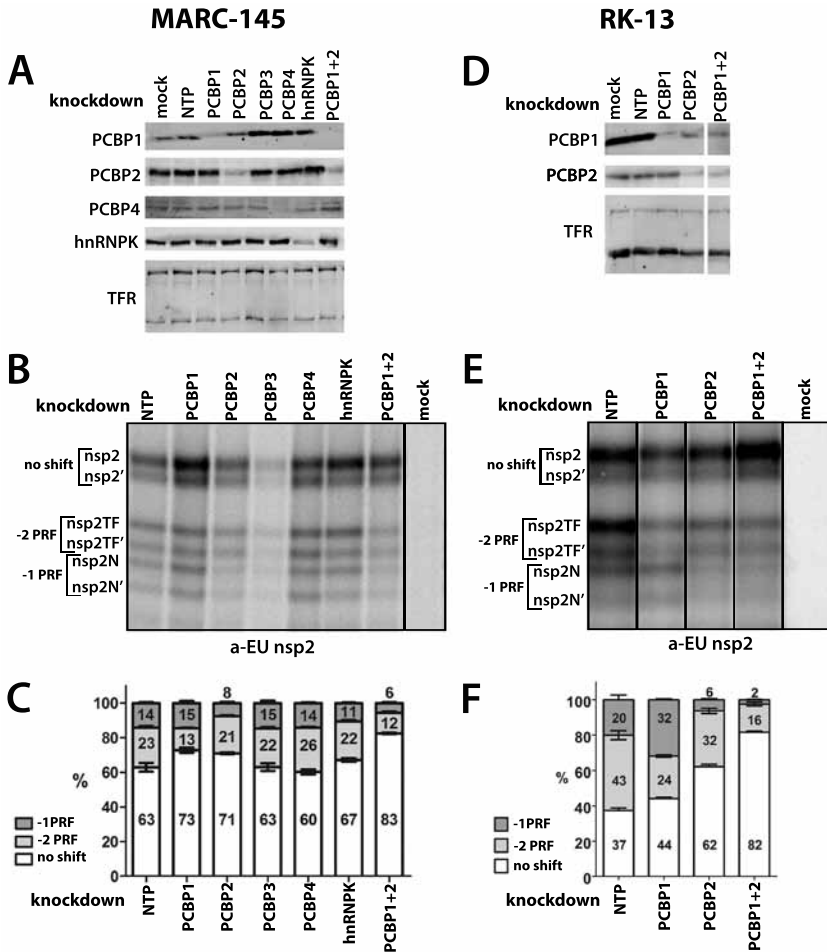 MARC-145
RK-13
A
knockdown
mock
NTP
PCBP1
PCBP2
PCBP3
PCBP4
hnRNPK
PCBP1+2
PCBP1
PCBP2
PCBP4
hnRNPK
TFR
D
knockdown
mock
NTP
PCBP1
PCBP2
PCBP1+2
PCBP1
PCBP2
TFR
B
knockdown
NTP
PCBP1
PCBP2
PCBP3
PCBP4
hnRNPK
PCBP1+2
mock
no shift
nsp2
nsp2'
-2 PRF
nsp2TF
nsp2TF'
-1 PRF
nsp2N
nsp2N'
a-EU nsp2
E
knockdown
NTP
PCBP1
PCBP2
PCBP1+2
mock
no shift
nsp2
nsp2'
-2 PRF
nsp2TF
nsp2TF'
-1 PRF
nsp2N
nsp2N'
a-EU nsp2
C
%
100
80
60
40
20
0
8
6
14
15
15
14
11
23
13
21
22
26
22
12
63
73
71
63
60
67
83
-1PRF
-2 PRF
no shift
knockdown
NTP
PCBP1
PCBP2
PCBP3
PCBP4
hnRNPK
PCBP1+2
F
%
100
80
60
40
20
0
6
2
20
32
43
24
32
16
37
44
62
82
-1PRF
-2 PRF
no shift
knockdown
NTP
PCBP1
PCBP2
PCBP1+2